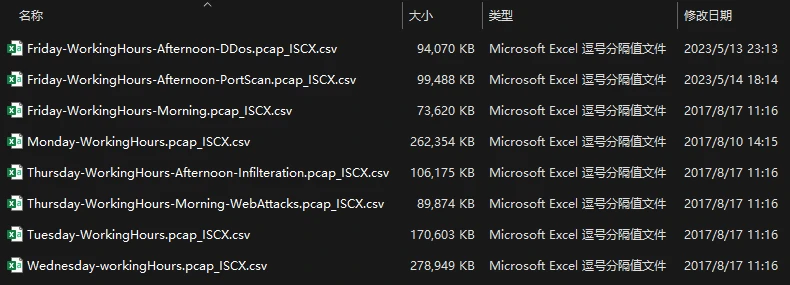 名称 大小 类型 修改日期
Friday-WorkingHours-Afternoon-DDos.pcap_ISCX.csv 94,070 KB Microsoft Excel 逗号分隔值文件 2023/5/13 23:13
Friday-WorkingHours-Afternoon-PortScan.pcap_ISCX.csv 99,488 KB Microsoft Excel 逗号分隔值文件 2023/5/14 18:14
Friday-WorkingHours-Morning.pcap_ISCX.csv 73,620 KB Microsoft Excel 逗号分隔值文件 2017/8/17 11:16
Monday-WorkingHours.pcap_ISCX.csv 262,354 KB Microsoft Excel 逗号分隔值文件 2017/8/10 14:15
Thursday-WorkingHours-Afternoon-Infilteration.pcap_ISCX.csv 106,175 KB Microsoft Excel 逗号分隔值文件 2017/8/17 11:16
Thursday-WorkingHours-Morning-WebAttacks.pcap_ISCX.csv 89,874 KB Microsoft Excel 逗号分隔值文件 2017/8/17 11:16
Tuesday-WorkingHours.pcap_ISCX.csv 170,603 KB Microsoft Excel 逗号分隔值文件 2017/8/17 11:16
Wednesday-workingHours.pcap_ISCX.csv 278,949 KB Microsoft Excel 逗号分隔值文件 2017/8/17 11:16